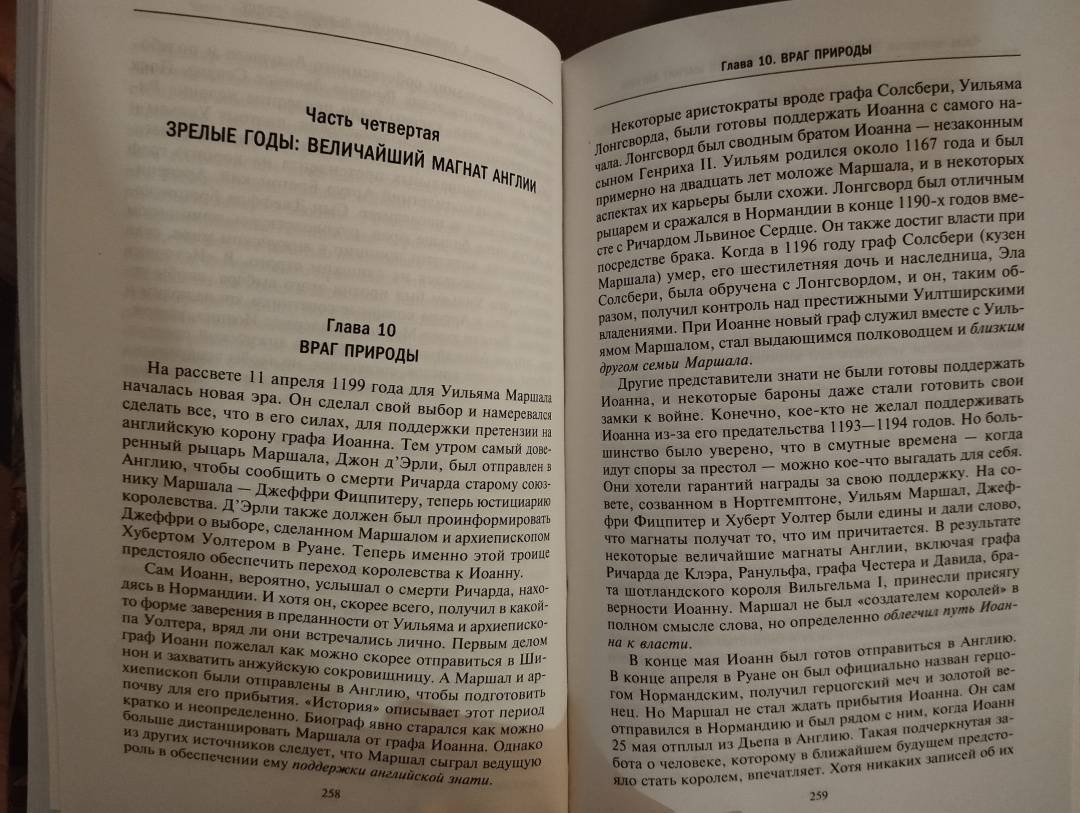 Часть четвертая
ЗРЕЛЫЕ ГОДЫ: ВЕЛИЧАЙШИЙ МАГНАТ АНГЛИИ
Глава 10
ВРАГ ПРИРОДЫ
На рассвете 11 апреля 1199 года для Уильяма Маршала
началась новая эра. Он сделал свой выбор и намеревался
сделать все, что в его силах, для поддержки претензии на
английскую корону графа Иоанна. Тем утром самый дове-
ренный рыцарь Маршала, Джон д’Эрли, был отправлен в
Англию, чтобы сообщить о смерти Ричарда старому союз-
нику Маршала — Джеффри Фицпитеру, теперь юстициарию
королевства. Д’Эрли также должен был проинформировать
Джеффри о выборе, сделанном Маршалом и архиепископом
Хубертом Уолтером в Руане. Теперь именно этой троице
предстояло обеспечить переход королевства к Иоанну.
Сам Иоанн, вероятно, услышал о смерти Ричарда, нахо-
дясь в Нормандии. И хотя он, скорее всего, получил в какой-
то форме заверения в преданности от Уильяма и архиеписко-
па Уолтера, вряд ли они встречались лично. Первым делом
граф Иоанн пожелал как можно скорее отправиться в Ши-
нон и захватить анжуйскую сокровищницу. А Маршал и ар-
хиепископ были отправлены в Англию, чтобы подготовить
почву для его прибытия. «История» описывает этот период
кратко и неопределенно. Биограф явно старался как можно
больше дистанцировать Маршала от графа Иоанна. Однако
из других источников следует, что Маршал сыграл ведущую
роль в обеспечении ему поддержки английской знати.
258
Глава 10. ВРАГ ПРИРОДЫ
Некоторые аристократы вроде графа Солсбери, Уильяма
Лонгсворда, были готовы поддержать Иоанна с самого на-
чала. Лонгсворд был сводным братом Иоанна — незаконным
сыном Генриха II. Уильям родился около 1167 года и был
примерно на двадцать лет моложе Маршала, и в некоторых
аспектах их карьеры были схожи. Лонгсворд был отличным
рыцарем и сражался в Нормандии в конце 1190-х годов вме-
сте с Ричардом Львиное Сердце. Он также достиг власти при
посредстве брака. Когда в 1196 году граф Солсбери (кузен
Маршала) умер, его шестилетняя дочь и наследница, Эла
Солсбери, была обручена с Лонгсвордом, и он, таким об-
разом, получил контроль над престижными Уилтширскими
владениями. При Иоанне новый граф служил вместе с Уиль-
ямом Маршалом, стал выдающимся полководцем и близким
другом семьи Маршала.
Другие представители знати не были готовы поддержать
Иоанна, и некоторые бароны даже стали готовить свои
замки к войне. Конечно, кое-кто не желал поддерживать
Иоанна из-за его предательства 1193—1194 годов. Но боль-
шинство было уверено, что в смутные времена — когда
идут споры за престол — можно кое-что выгадать для себя.
Они хотели гарантий награды за свою поддержку. На со-
вете, созванном в Нортгемптоне, Уильям Маршал, Джеф-
фри Фицпитер и Хуберт Уолтер были едины и дали слово,
что магнаты получат то, что им причитается. В результате
некоторые величайшие магнаты Англии, включая графа
Ричарда де Клэра, Ранульфа, графа Честера и Давида, бра-
та шотландского короля Вильгельма I, принесли присягу
верности Иоанну. Маршал не был «создателем королей» в
полном смысле слова, но определенно облегчил путь Иоан-
на к власти.
В конце мая Иоанн был готов отправиться в Англию.
В конце апреля в Руане он был официально назван герцо-
гом Нормандским, получил герцогский меч и золотой ве-
нец. Но Маршал не стал ждать прибытия Иоанна. Он сам
отправился в Нормандию и был рядом с ним, когда Иоанн
25 мая отплыл из Дьепа в Англию. Такая подчеркнутая за-
бота о человеке, которому в ближайшем будущем предсто-
яло стать королем, впечатляет. Хотя никаких записей об их
259